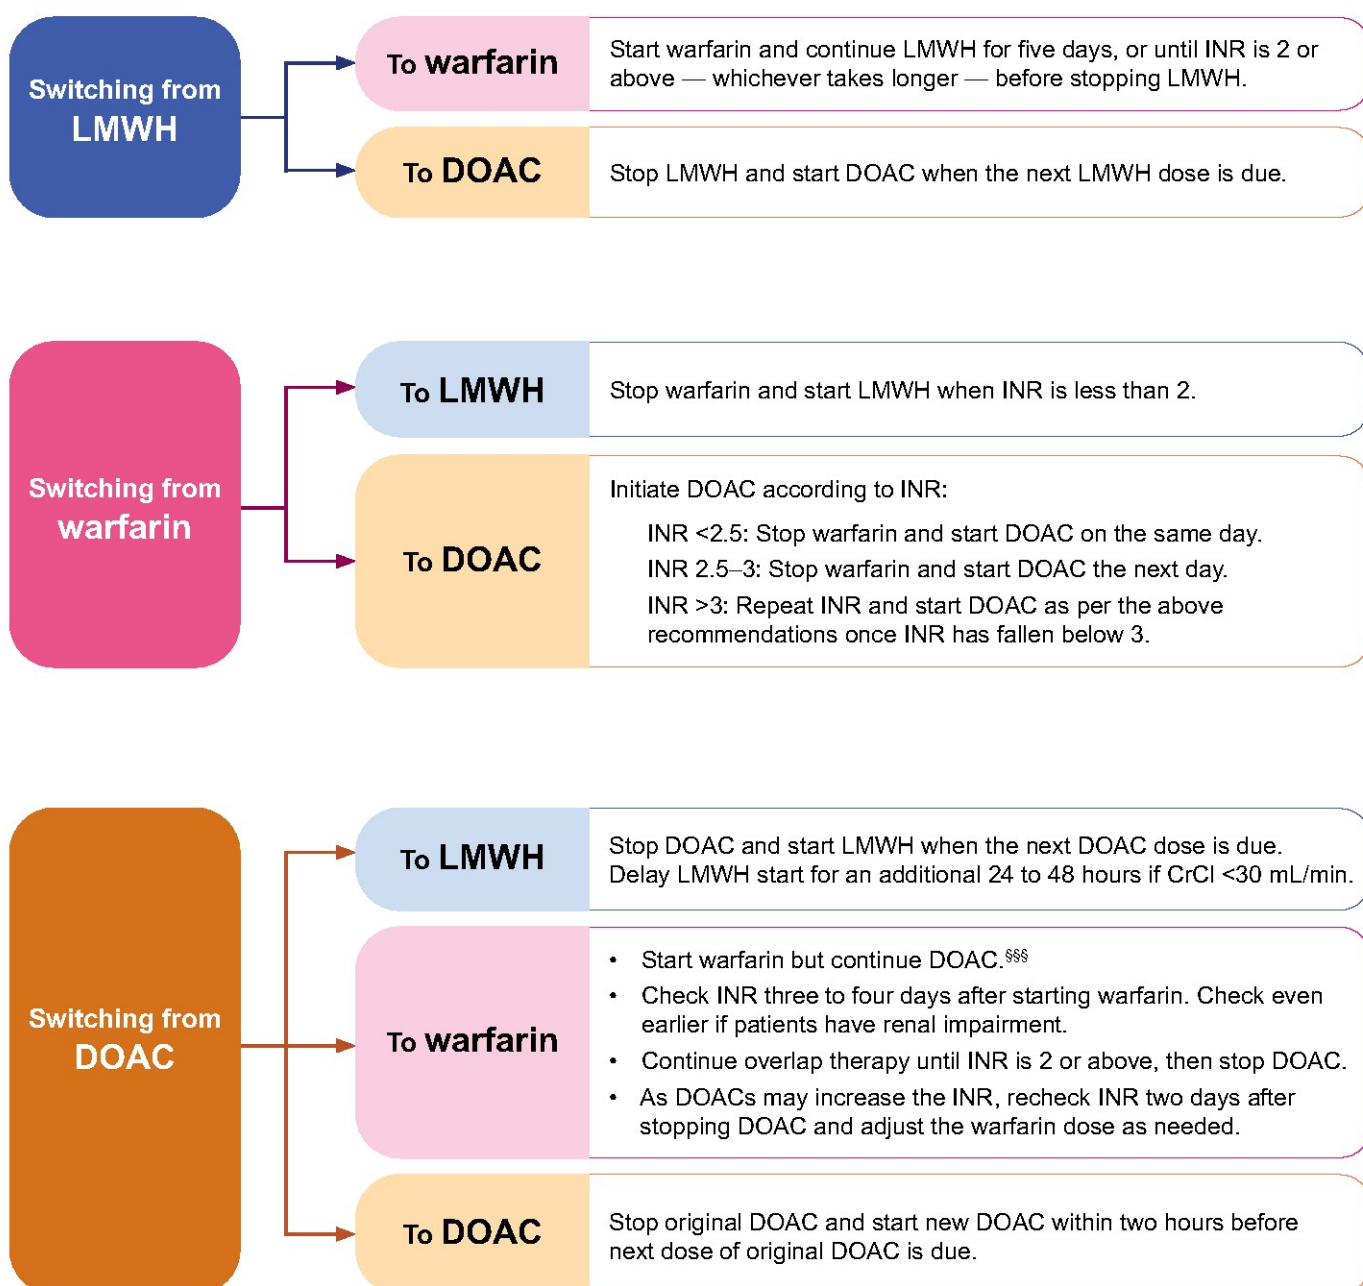 Switching from
LMWH
To warfarin
Start warfarin and continue LMWH for five days, or until INR is 2 or
above — whichever takes longer — before stopping LMWH.
To DOAC
Stop LMWH and start DOAC when the next LMWH dose is due.
Switching from
warfarin
To LMWH
Stop warfarin and start LMWH when INR is less than 2.
To DOAC
Initiate DOAC according to INR:
INR <2.5: Stop warfarin and start DOAC on the same day.
INR 2.5–3: Stop warfarin and start DOAC the next day.
INR >3: Repeat INR and start DOAC as per the above
recommendations once INR has fallen below 3.
Switching from
DOAC
To LMWH
Stop DOAC and start LMWH when the next DOAC dose is due.
Delay LMWH start for an additional 24 to 48 hours if CrCl <30 mL/min.
To warfarin
• Start warfarin but continue DOAC.§§§
• Check INR three to four days after starting warfarin. Check even
earlier if patients have renal impairment.
• Continue overlap therapy until INR is 2 or above, then stop DOAC.
• As DOACs may increase the INR, recheck INR two days after
stopping DOAC and adjust the warfarin dose as needed.
To DOAC
Stop original DOAC and start new DOAC within two hours before
next dose of original DOAC is due.